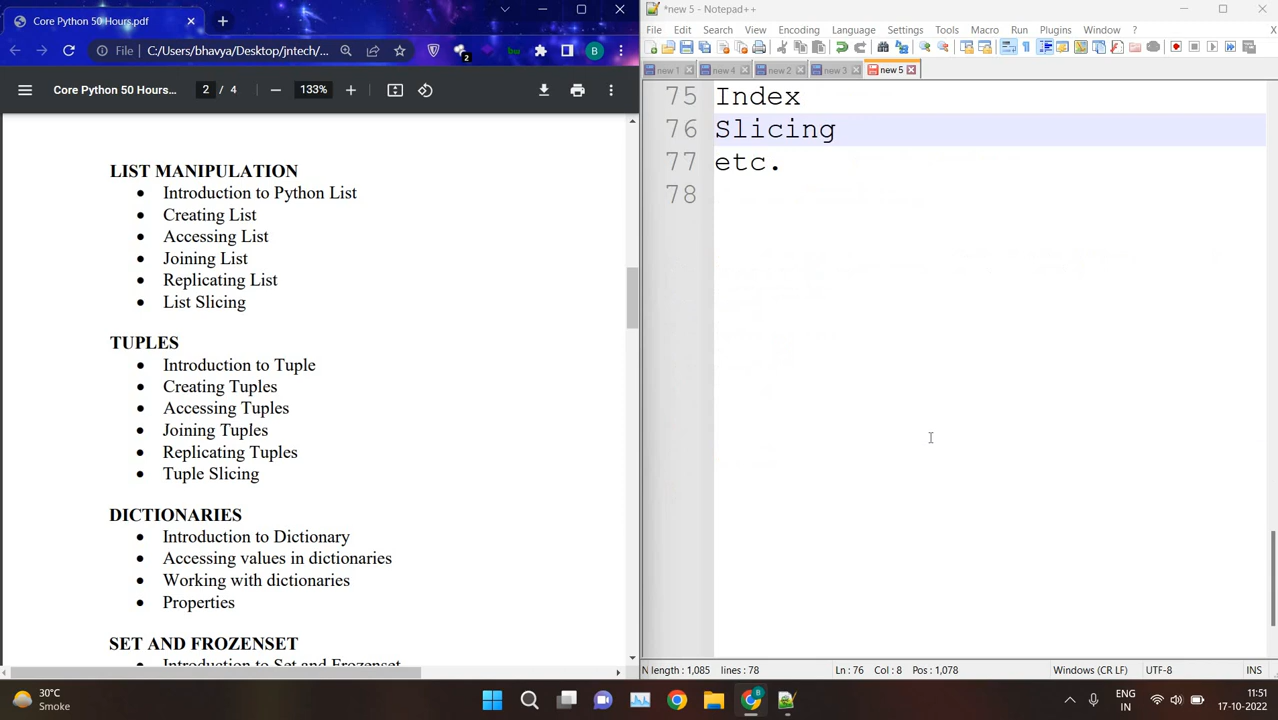 Core Python 50 Hours.pdf
*new 5 - Notepad++
File C:/Users/bhavya/Desktop/jntech/...
2
B
File Edit Search View Encoding Language Settings Tools Macro Run Plugins Window ?
X
new 1 new 4 new 2 new 3 new 5
Core Python 50 Hours... 2 / 4 133%
75 Index
76 Slicing
77 etc.
78
LIST MANIPULATION
• Introduction to Python List
• Creating List
• Accessing List
• Joining List
• Replicating List
• List Slicing
TUPLES
• Introduction to Tuple
• Creating Tuples
• Accessing Tuples
• Joining Tuples
• Replicating Tuples
• Tuple Slicing
DICTIONARIES
• Introduction to Dictionary
• Accessing values in dictionaries
• Working with dictionaries
• Properties
SET AND FROZENSET
Introduction to Set and Frozenset
N length : 1,085 lines : 78 Ln : 76 Col : 8 Pos : 1,078 Windows (CR LF) UTF-8 INS
30°C
Smoke
ENG
IN
11:51
17-10-2022